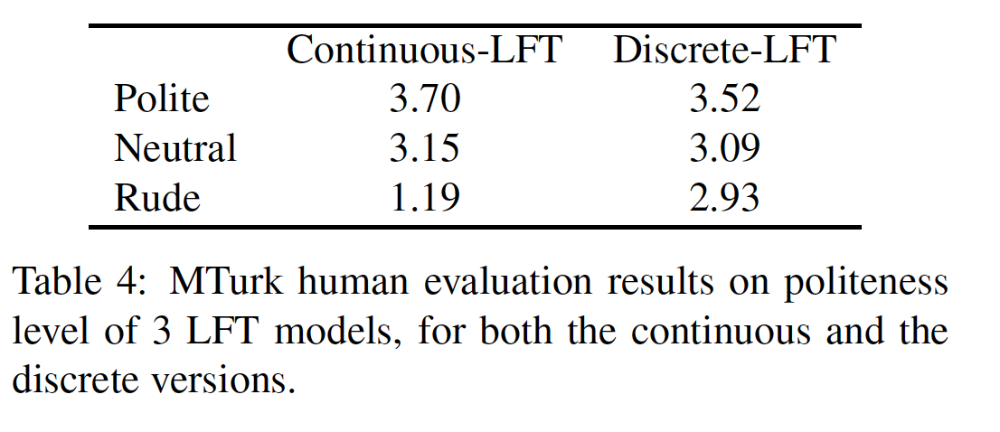 Continuous-LFT Discrete-LFT
Polite 3.70 3.52
Neutral 3.15 3.09
Rude 1.19 2.93
Table 4: MTurk human evaluation results on politeness
level of 3 LFT models, for both the continuous and the
discrete versions.